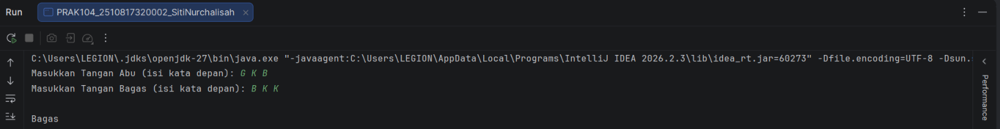 Run PRAK104_2510817320002_SitiNurchalisah
C:\Users\LEGION\.jdks\openjdk-27\bin\java.exe "-javaagent:C:\Users\LEGION\AppData\Local\Programs\IntelliJ IDEA 2026.2.3\lib\idea_rt.jar=60273" -Dfile.encoding=UTF-8 -Dsun.
Masukkan Tangan Abu (isi kata depan): G K B
Masukkan Tangan Bagas (isi kata depan): B K K
Bagas
Performance